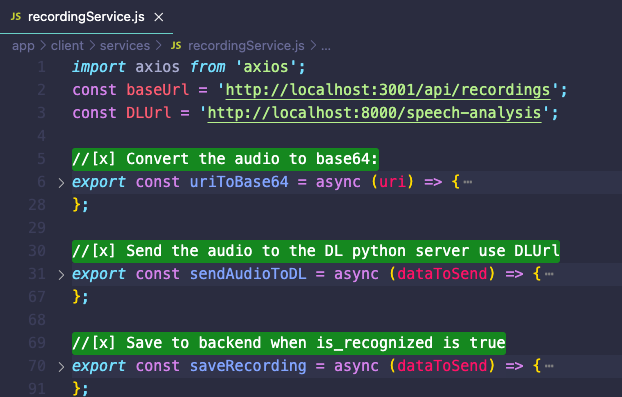 JS recordingService.js ×
app > client > services > JS recordingService.js > ...
1 import axios from 'axios';
2 const baseUrl = 'http://localhost:3001/api/recordings';
3 const DLUrl = 'http://localhost:8000/speech-analysis';
4
5 //[x] Convert the audio to base64:
6 > export const uriToBase64 = async (uri) => {⋯
28 };
29
30 //[x] Send the audio to the DL python server use DLUrl
31 > export const sendAudioToDL = async (dataToSend) => {⋯
67 };
68
69 //[x] Save to backend when is_recognized is true
70 > export const saveRecording = async (dataToSend) => {⋯
91 };